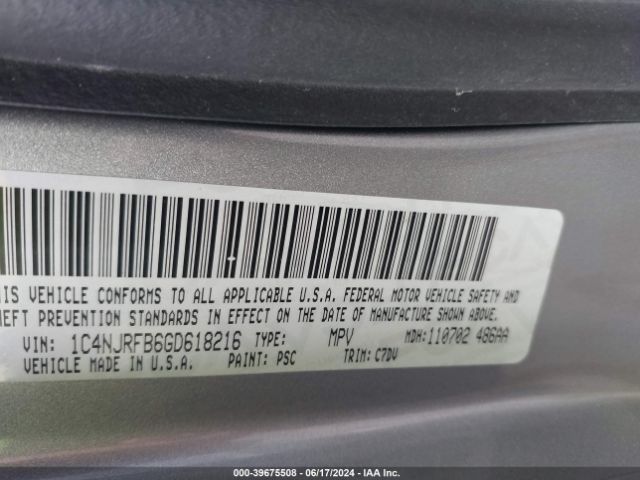 HIS VEHICLE CONFORMS TO ALL APPLICABLE U.S.A. FEDERAL MOTOR VEHICLE SAFETY AND
HEFT PREVENTION STANDARDS IN EFFECT ON THE DATE OF MANUFACTURE SHOWN ABOVE.
VIN: 1C4NJRFB6GD618216 TYPE: MPV MDH:110702 486AA
VEHICLE MADE IN U.S.A. PAINT: PSC TRIM: C7DV
000-39675508 - 06/17/2024 - IAA Inc.